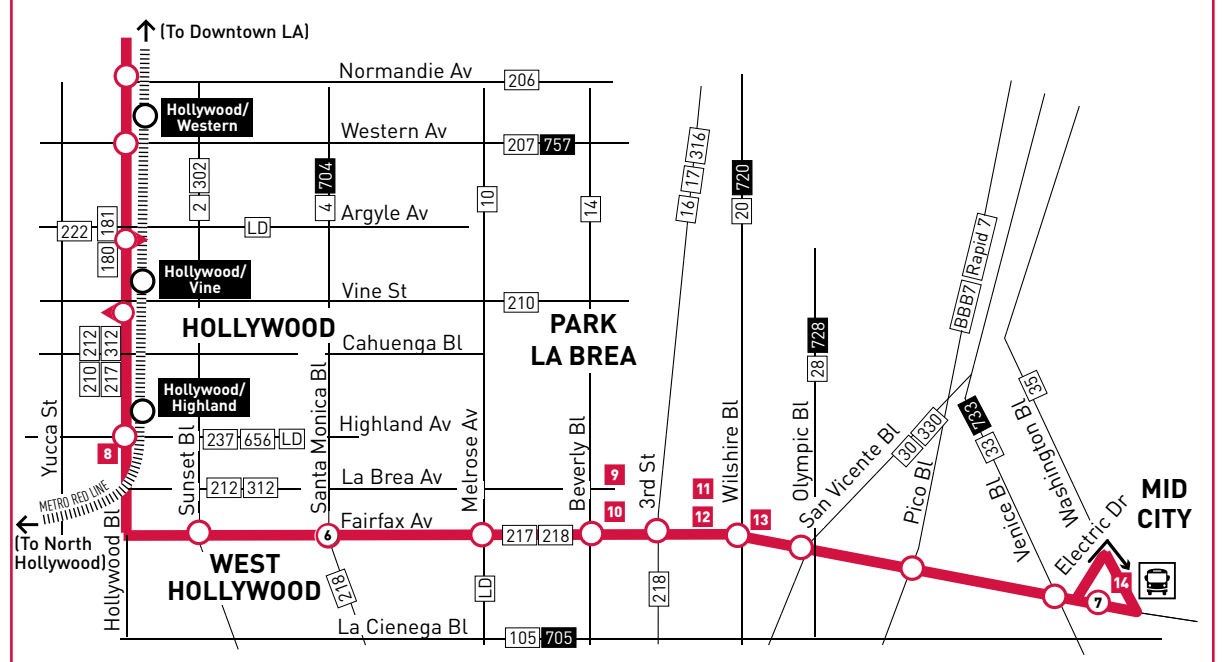 (To Downtown LA)
Normandie Av
206
Hollywood/
Western
Western Av
207 757
2 302
4 704
10
14
16 17 316
20 720
Argyle Av
LD
222
180 181
Hollywood/
Vine
Vine St
210
HOLLYWOOD
PARK
LA BREA
BBB7 Rapid 7
28 728
Cahuenga Bl
210 212
217 312
Hollywood/
Highland
Highland Av
237 656 LD
8
Yucca St
Sunset Bl
Santa Monica Bl
Melrose Av
Beverly Bl
3rd St
Wilshire Bl
Olympic Bl
San Vicente Bl
30 330
Pico Bl
33 733
Venice Bl
35
Washington Bl
Electric Dr
La Brea Av
212 312
9
10
11
12
13
METRO RED LINE
Fairfax Av
6
217 218
MID
CITY
14
7
(To North
Hollywood)
Hollywood Bl
WEST
HOLLYWOOD
218
LD
218
La Cienega Bl
105 705